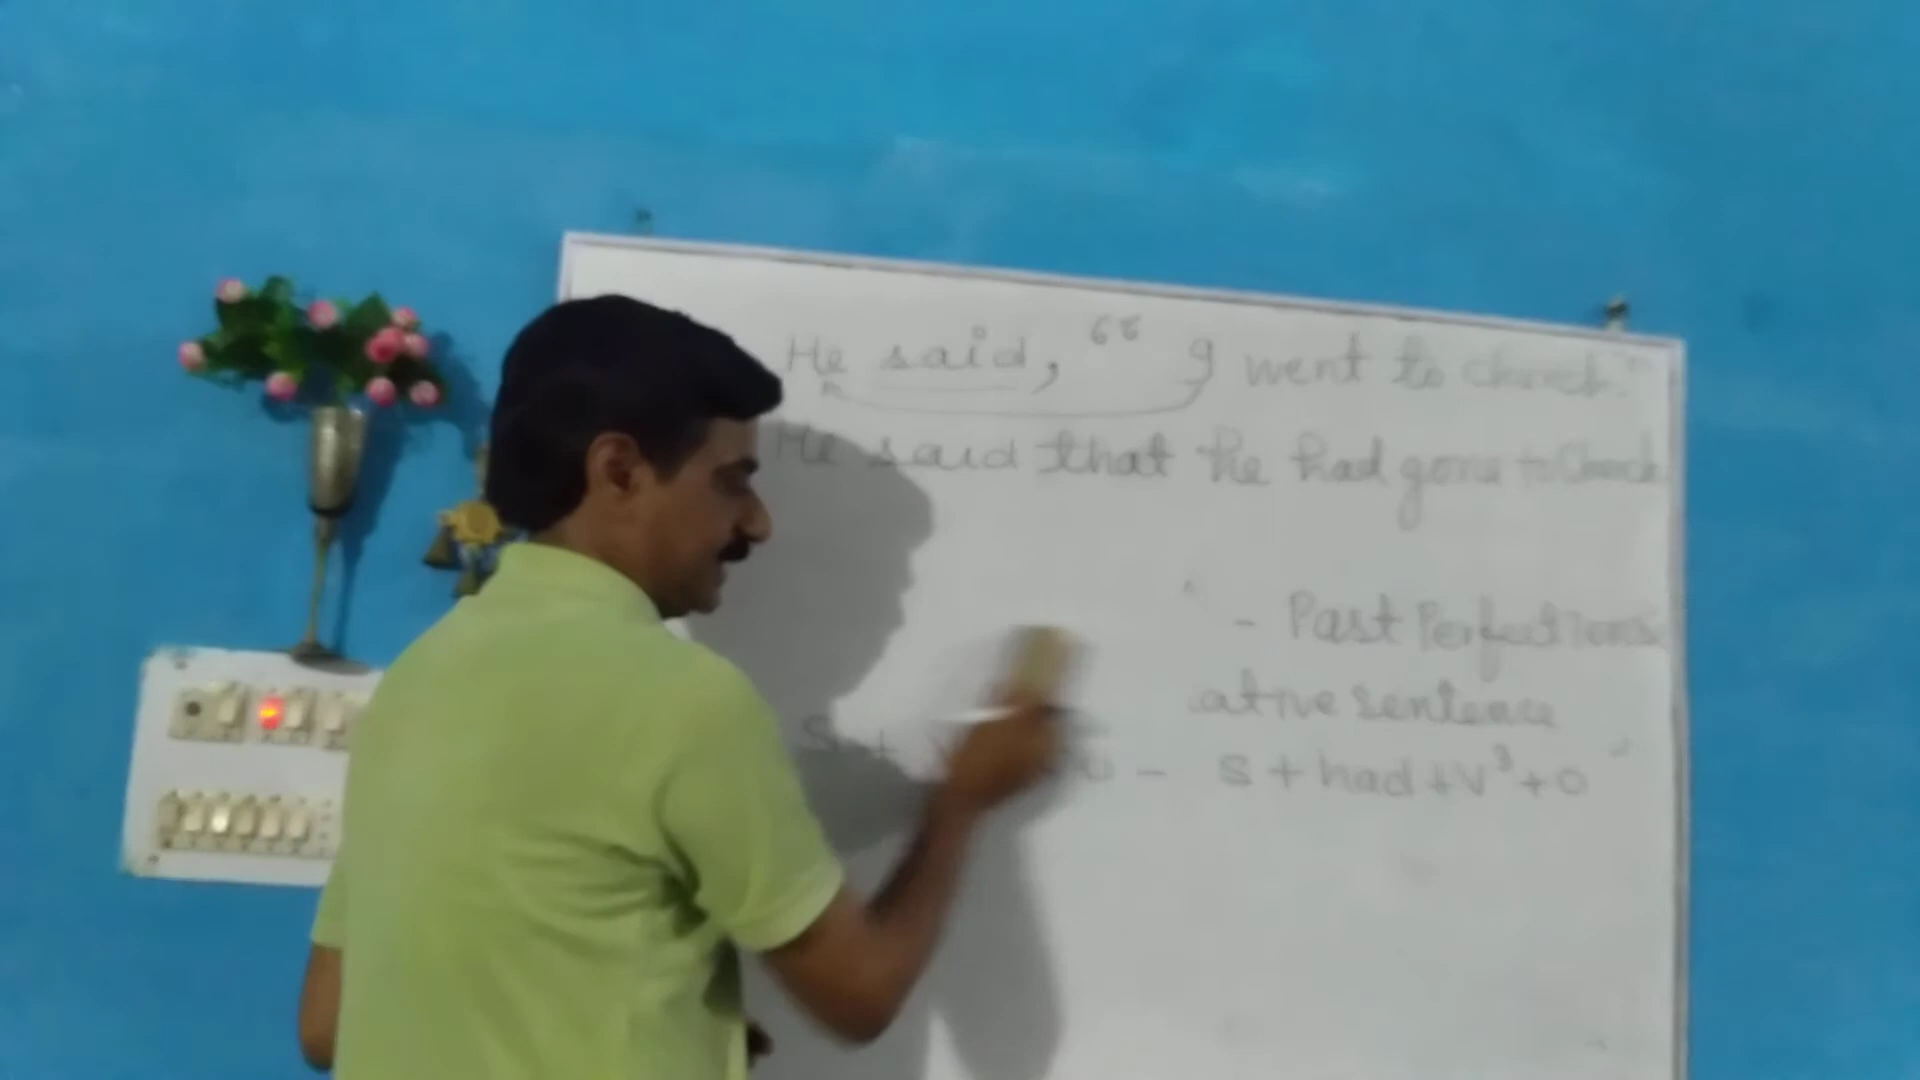 He said, “ I went to church."
He said that he had gone to Church
- Past Perfect Tense
ative sentence
S + - S + had + V³ + O